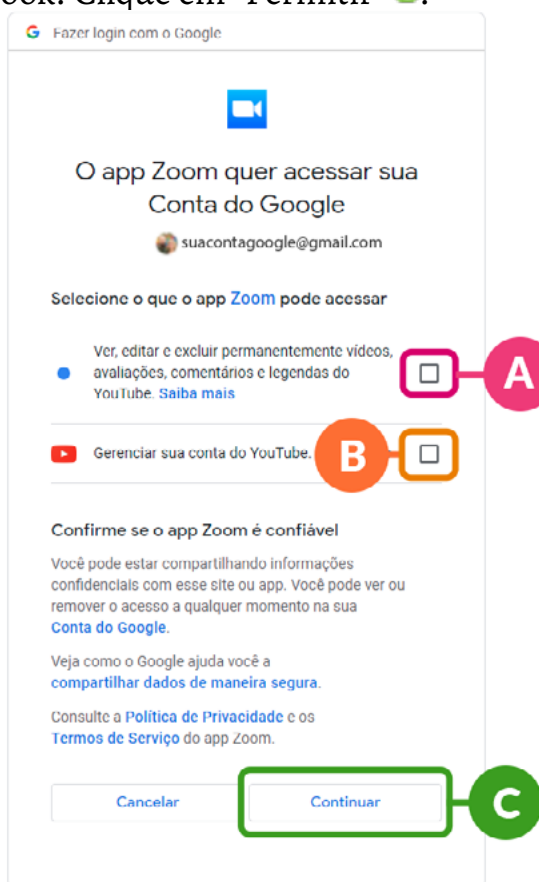 ook. Clique em "Permitir"
G Fazer login com o Google
O app Zoom quer acessar sua
Conta do Google
suacontagoogle@gmail.com
Selecione o que o app Zoom pode acessar
Ver, editar e excluir permanentemente vídeos,
avaliações, comentários e legendas do
YouTube. Saiba mais
A
Gerenciar sua conta do YouTube.
B
Confirme se o app Zoom é confiável
Você pode estar compartilhando informações
confidenciais com esse site ou app. Você pode ver ou
remover o acesso a qualquer momento na sua
Conta do Google.
Veja como o Google ajuda você a
compartilhar dados de maneira segura.
Consulte a Política de Privacidade e os
Termos de Serviço do app Zoom.
Cancelar
Continuar
C